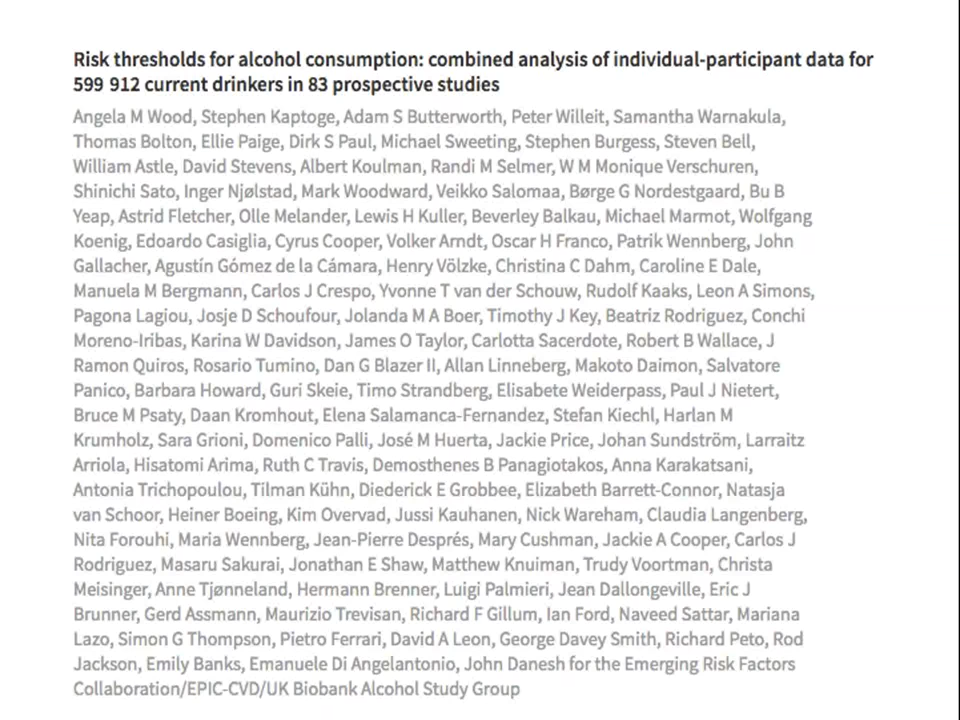 Risk thresholds for alcohol consumption: combined analysis of individual-participant data for
599 912 current drinkers in 83 prospective studies
Angela M Wood, Stephen Kaptoge, Adam S Butterworth, Peter Willeit, Samantha Warnakula,
Thomas Bolton, Ellie Paige, Dirk S Paul, Michael Sweeting, Stephen Burgess, Steven Bell,
William Astle, David Stevens, Albert Koulman, Randi M Selmer, W M Monique Verschuren,
Shinichi Sato, Inger Njølstad, Mark Woodward, Veikko Salomaa, Børge G Nordestgaard, Bu B
Yeap, Astrid Fletcher, Olle Melander, Lewis H Kuller, Beverley Balkau, Michael Marmot, Wolfgang
Koenig, Edoardo Casiglia, Cyrus Cooper, Volker Arndt, Oscar H Franco, Patrik Wennberg, John
Gallacher, Agustín Gómez de la Cámara, Henry Völzke, Christina C Dahm, Caroline E Dale,
Manuela M Bergmann, Carlos J Crespo, Yvonne T van der Schouw, Rudolf Kaaks, Leon A Simons,
Pagona Lagiou, Josje D Schoufour, Jolanda M A Boer, Timothy J Key, Beatriz Rodriguez, Conchi
Moreno-Iribas, Karina W Davidson, James O Taylor, Carlotta Sacerdote, Robert B Wallace, J
Ramon Quiros, Rosario Tumino, Dan G Blazer II, Allan Linneberg, Makoto Daimon, Salvatore
Panico, Barbara Howard, Guri Skeie, Timo Strandberg, Elisabete Weiderpass, Paul J Nietert,
Bruce M Psaty, Daan Kromhout, Elena Salamanca-Fernandez, Stefan Kiechl, Harlan M
Krumholz, Sara Grioni, Domenico Palli, José M Huerta, Jackie Price, Johan Sundström, Larraitz
Arriola, Hisatomi Arima, Ruth C Travis, Demosthenes B Panagiotakos, Anna Karakatsani,
Antonia Trichopoulou, Tilman Kühn, Diederick E Grobbee, Elizabeth Barrett-Connor, Natasja
van Schoor, Heiner Boeing, Kim Overvad, Jussi Kauhanen, Nick Wareham, Claudia Langenberg,
Nita Forouhi, Maria Wennberg, Jean-Pierre Després, Mary Cushman, Jackie A Cooper, Carlos J
Rodriguez, Masaru Sakurai, Jonathan E Shaw, Matthew Knuiman, Trudy Voortman, Christa
Meisinger, Anne Tjønneland, Hermann Brenner, Luigi Palmieri, Jean Dallongeville, Eric J
Brunner, Gerd Assmann, Maurizio Trevisan, Richard F Gillum, Ian Ford, Naveed Sattar, Mariana
Lazo, Simon G Thompson, Pietro Ferrari, David A Leon, George Davey Smith, Richard Peto, Rod
Jackson, Emily Banks, Emanuele Di Angelantonio, John Danesh for the Emerging Risk Factors
Collaboration/EPIC-CVD/UK Biobank Alcohol Study Group